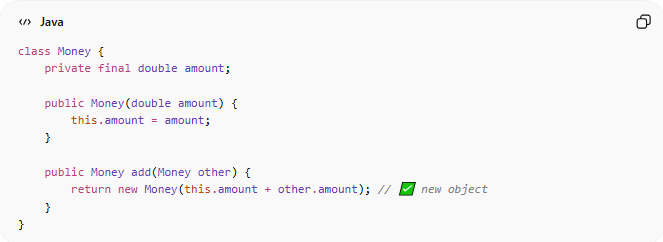 Java
class Money {
    private final double amount;

    public Money(double amount) {
        this.amount = amount;
    }

    public Money add(Money other) {
        return new Money(this.amount + other.amount); // ✅ new object
    }
}